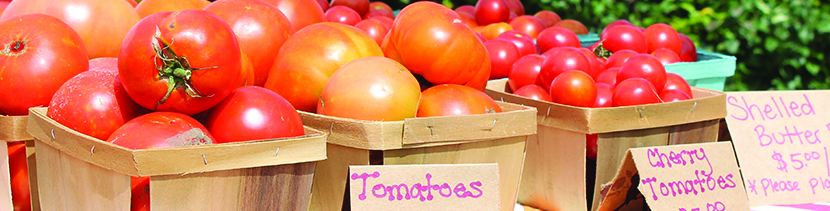 Tomatoes
Cherry
Tomatoes
Shelled
Butter
$5.00
* Please